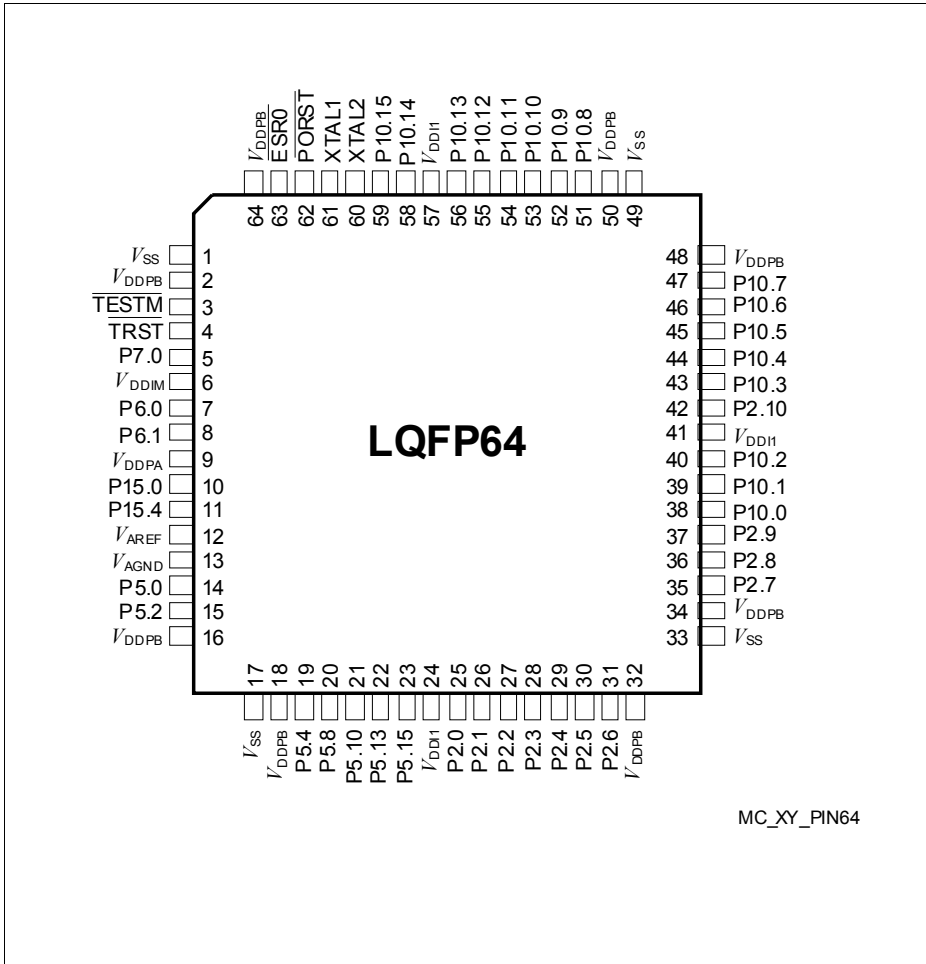 VDDPB
ESR0
PORST
XTAL1
XTAL2
P10.15
P10.14
VDDI1
P10.13
P10.12
P10.11
P10.10
P10.9
P10.8
VDDPB
VSS
64 63 62 61 60 59 58 57 56 55 54 53 52 51 50 49
VSS 1
VDDPB 2
TESTM 3
TRST 4
P7.0 5
VDDIM 6
P6.0 7
P6.1 8
VDDPA 9
P15.0 10
P15.4 11
VAREF 12
VAGND 13
P5.0 14
P5.2 15
VDDPB 16
LQFP64
48 VDDPB
47 P10.7
46 P10.6
45 P10.5
44 P10.4
43 P10.3
42 P2.10
41 VDDI1
40 P10.2
39 P10.1
38 P10.0
37 P2.9
36 P2.8
35 P2.7
34 VDDPB
33 VSS
17 18 19 20 21 22 23 24 25 26 27 28 29 30 31 32
VSS
VDDPB
P5.4
P5.8
P5.10
P5.13
P5.15
VDDI1
P2.0
P2.1
P2.2
P2.3
P2.4
P2.5
P2.6
VDDPB
MC_XY_PIN64